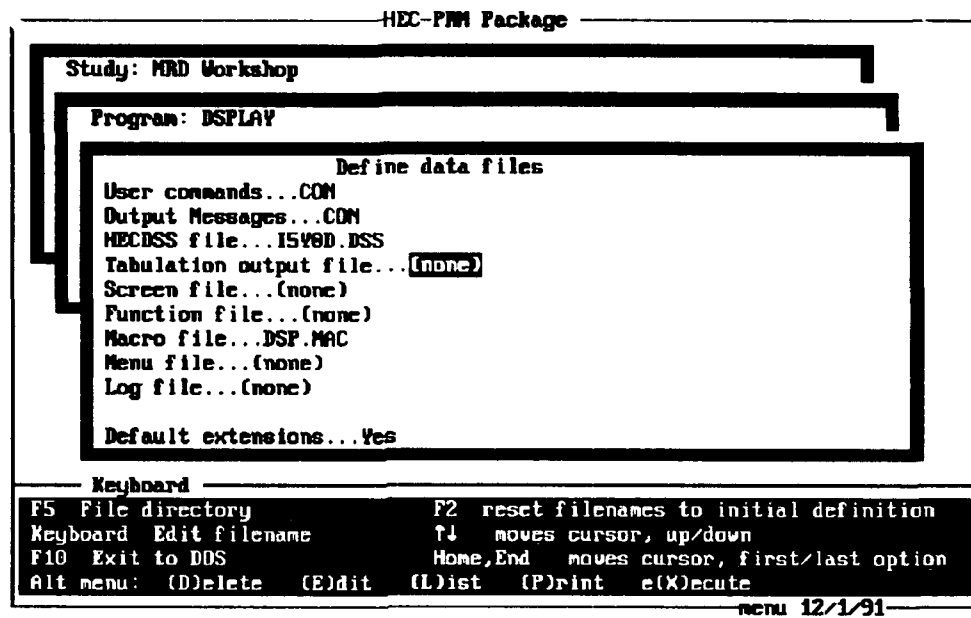 HEC-PRM Package
Study: MRD Workshop
Program: DSPLAY
Define data files
User commands...CON
Output Messages...CON
HECDSS file...I5Y8D.DSS
Tabulation output file...(none)
Screen file...(none)
Function file...(none)
Macro file...DSP.MAC
Menu file...(none)
Log file...(none)
Default extensions...Yes
Keyboard
F5 File directory F2 reset filenames to initial definition
Keyboard Edit filename ↑↓ moves cursor, up/down
F10 Exit to DOS Home,End moves cursor, first/last option
Alt menu: (D)elete (E)dit (L)ist (P)rint e(X)ecute
menu 12/1/91